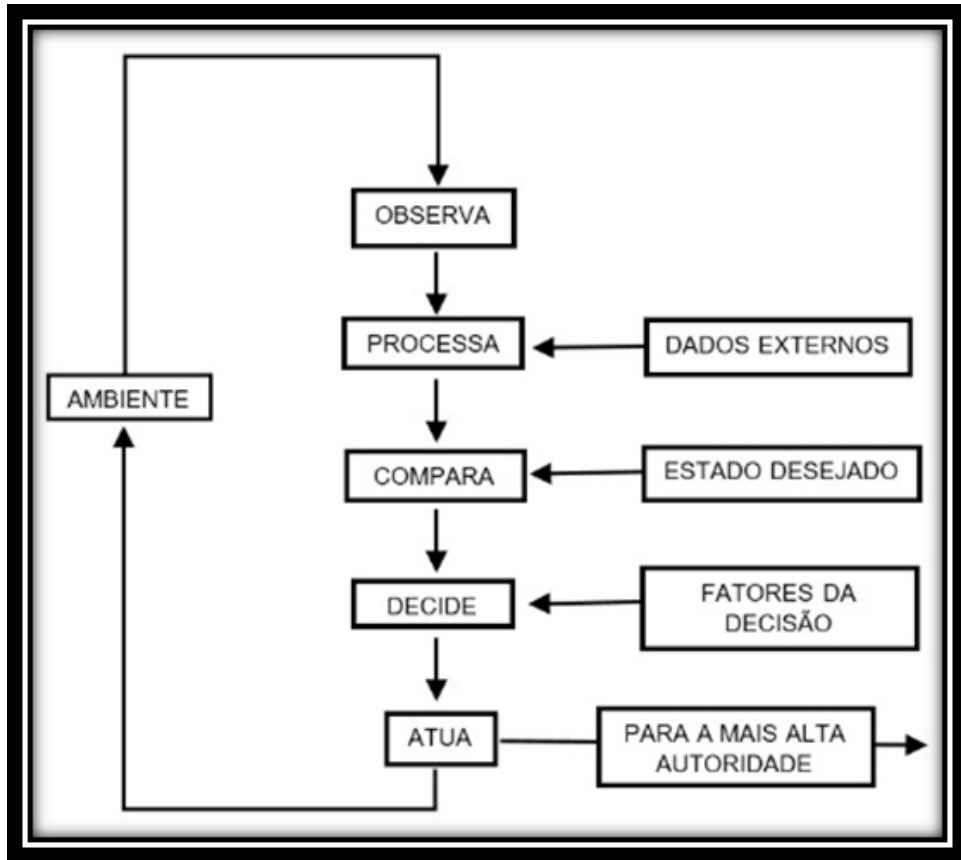 OBSERVA
PROCESSA
DADOS EXTERNOS
AMBIENTE
COMPARA
ESTADO DESEJADO
DECIDE
FATORES DA
DECISÃO
ATUA
PARA A MAIS ALTA
AUTORIDADE